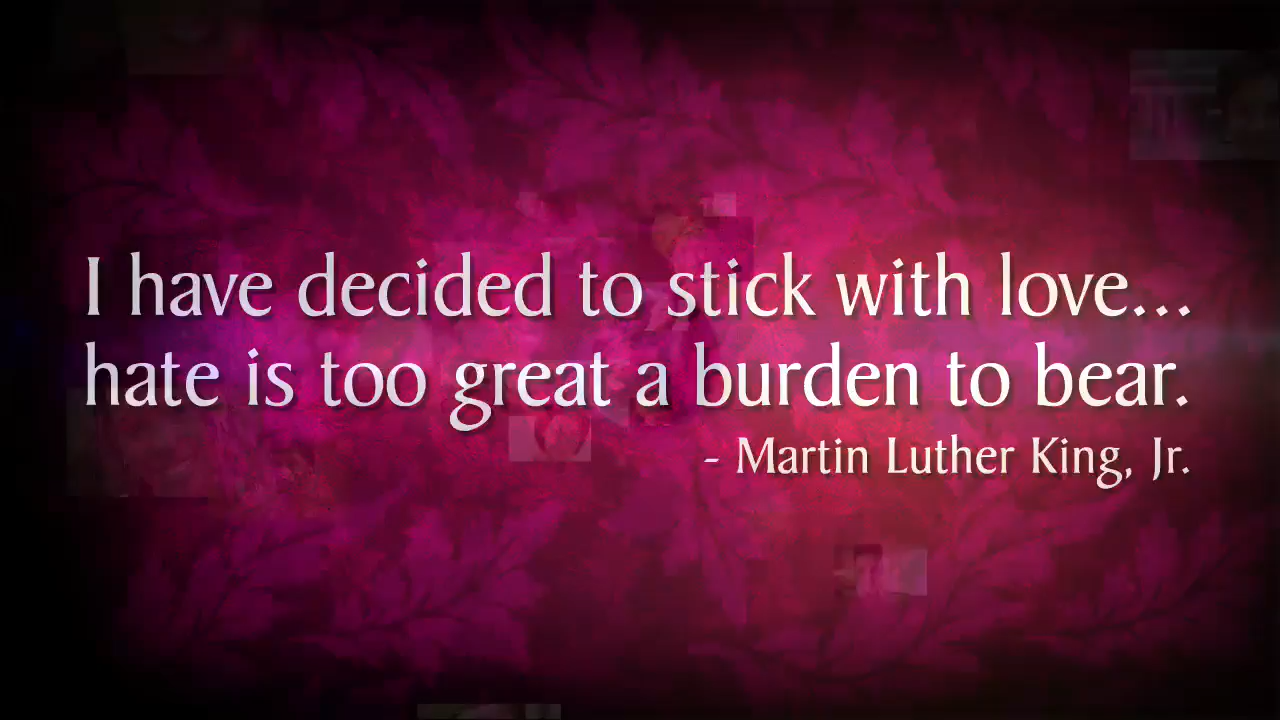 I have decided to stick with love...
hate is too great a burden to bear.
- Martin Luther King, Jr.